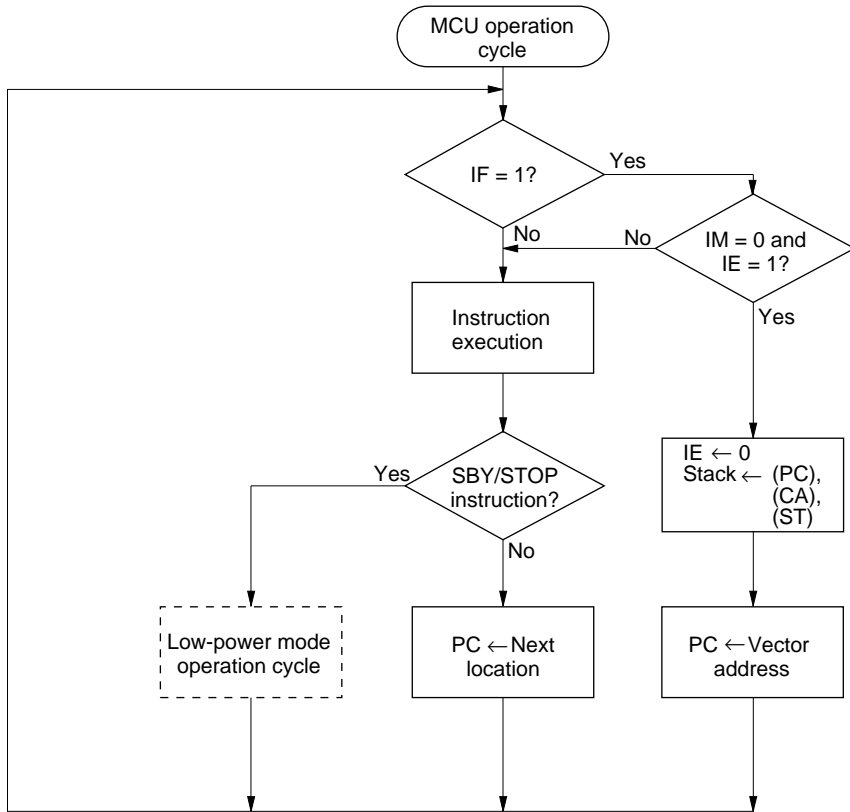 MCU operation
cycle
IF = 1?
Yes
No
No
IM = 0 and
IE = 1?
Yes
Instruction
execution
Yes
SBY/STOP
instruction?
No
IE ← 0
Stack ← (PC),
(CA),
(ST)
Low-power mode
operation cycle
PC ← Next
location
PC ← Vector
address